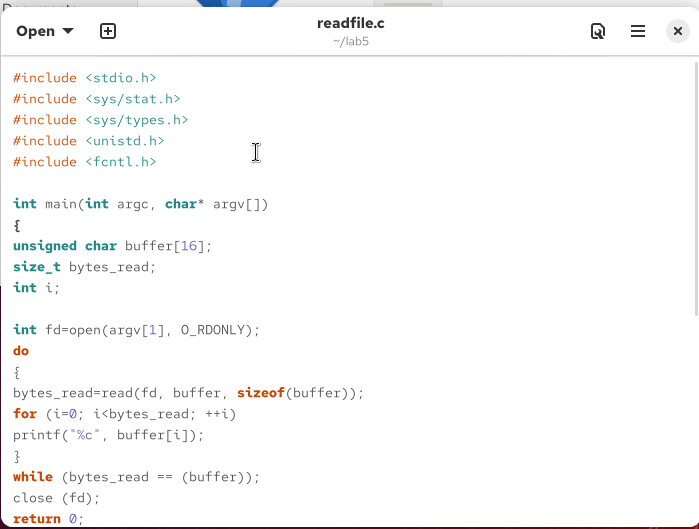 Documents
Open
readfile.c
~/lab5
#include <stdio.h>
#include <sys/stat.h>
#include <sys/types.h>
#include <unistd.h>
#include <fcntl.h>
int main(int argc, char* argv[])
{
unsigned char buffer[16];
size_t bytes_read;
int i;
int fd=open(argv[1], O_RDONLY);
do
{
bytes_read=read(fd, buffer, sizeof(buffer));
for (i=0; i<bytes_read; ++i)
printf("%c", buffer[i]);
}
while (bytes_read == (buffer));
close (fd);
return 0;